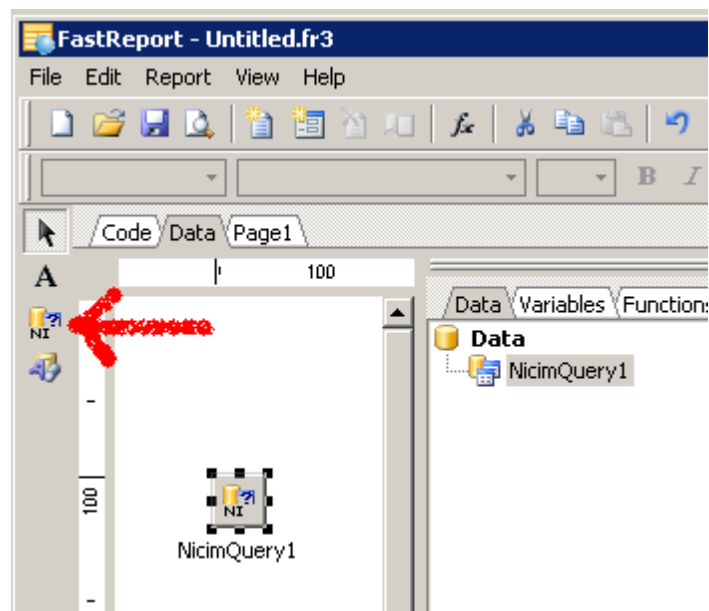 FastReport - Untitled.fr3
File Edit Report View Help
B I
Code Data Page1
A
100
NI
Data Variables Functions
Data
NicimQuery1
100
NI
NicimQuery1